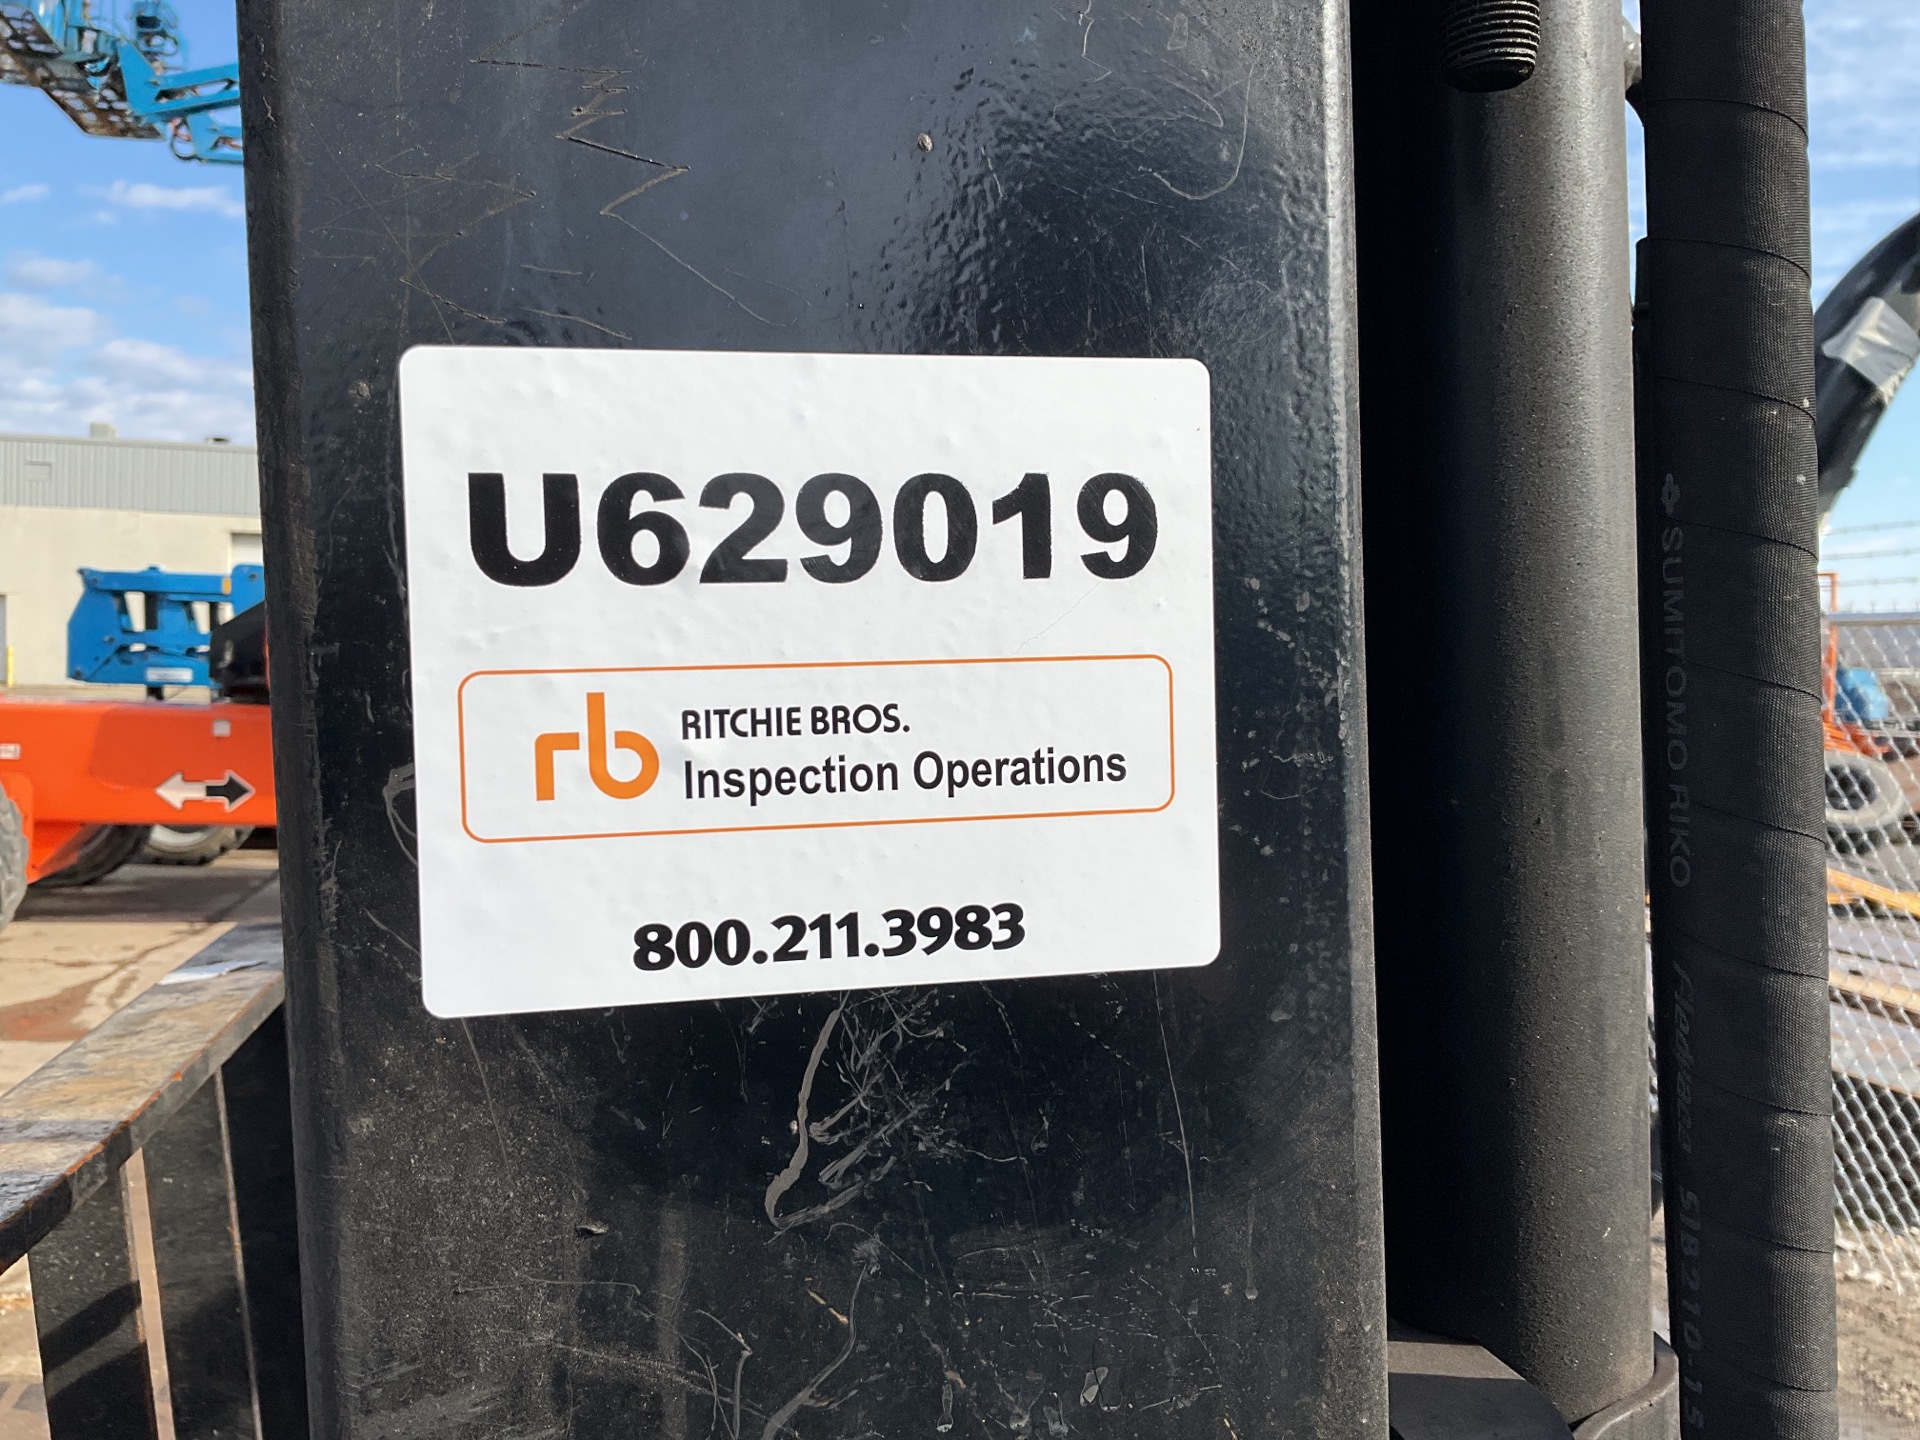 U629019
rb
RITCHIE BROS.
Inspection Operations
800.211.3983
SUMITOMO RIKO